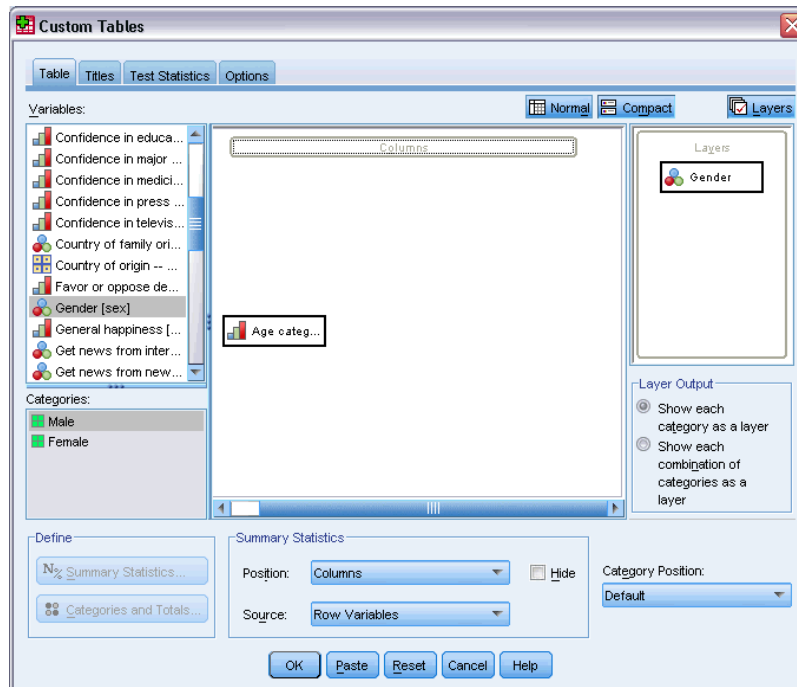 Custom Tables
Table Titles Test Statistics Options
Variables:
Normal Compact Layers
Confidence in educa...
Confidence in major ...
Confidence in medici...
Confidence in press ...
Confidence in televis...
Country of family ori...
Country of origin -- ...
Favor or oppose de...
Gender [sex]
General happiness [...
Get news from inter...
Get news from new...
Categories:
Male
Female
Columns
Age categ...
Layers
Gender
Layer Output
Show each
category as a layer
Show each
combination of
categories as a
layer
Define
N% Summary Statistics...
Categories and Totals...
Summary Statistics
Position: Columns Hide
Source: Row Variables
Category Position:
Default
OK Paste Reset Cancel Help